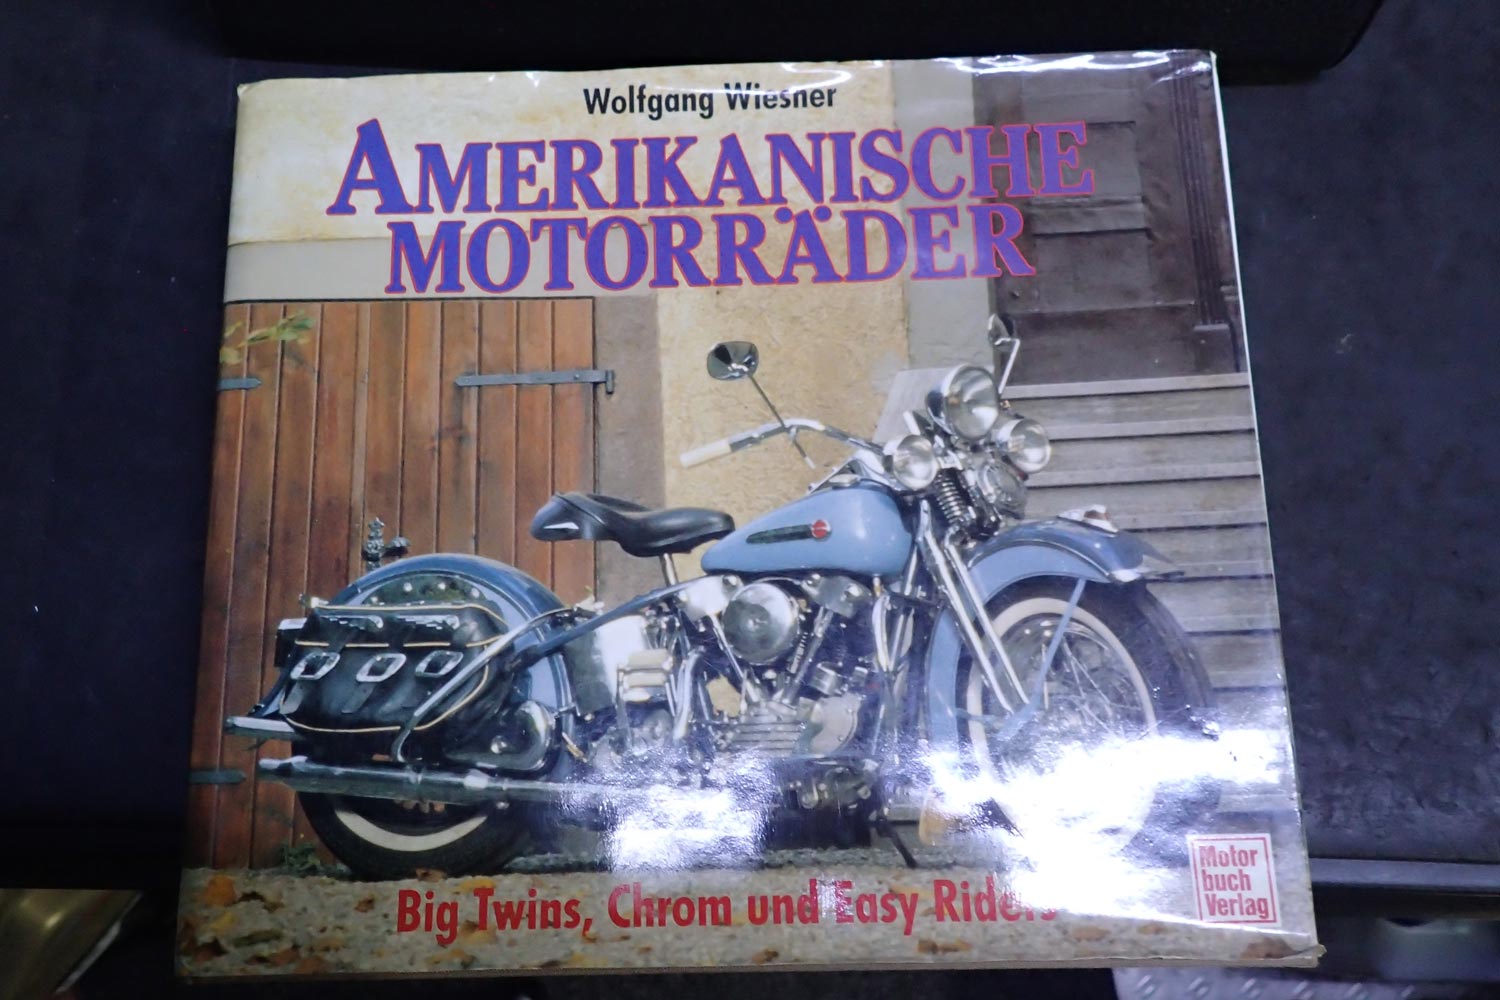 Wolfgang Wiesner
AMERIKANISCHE
MOTORRÄDER
Big Twins, Chrom und Easy Riders
Motor
buch
Verlag